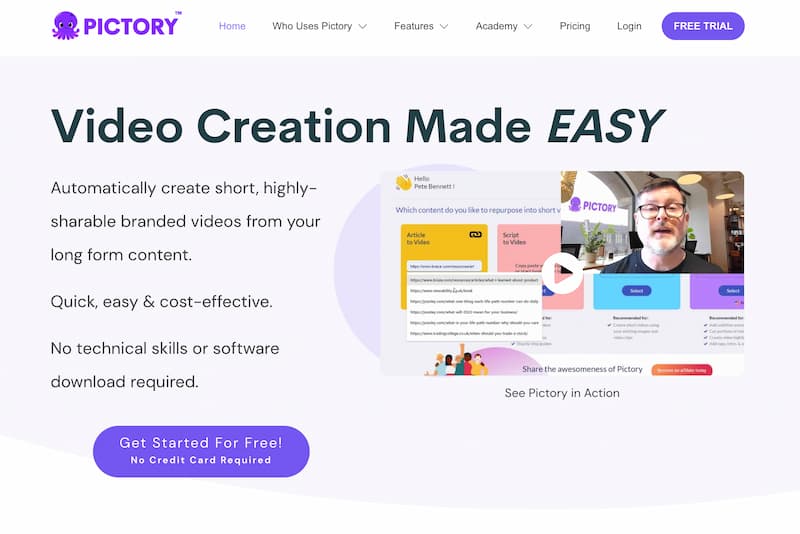 PICTORY™
Home
Who Uses Pictory
Features
Academy
Pricing
Login
FREE TRIAL
Video Creation Made EASY
Automatically create short, highly-
sharable branded videos from your
long form content.
Quick, easy & cost-effective.
No technical skills or software
download required.
Get Started For Free!
No Credit Card Required
Hello
Pete Bennett !
Which content do you like to repurpose into short v
PICTORY
Article
to Video
Script
to Video
Select
Select
Recommended for:
Recommended for:
Share the awesomeness of Pictory
Become an affiliate today
See Pictory in Action